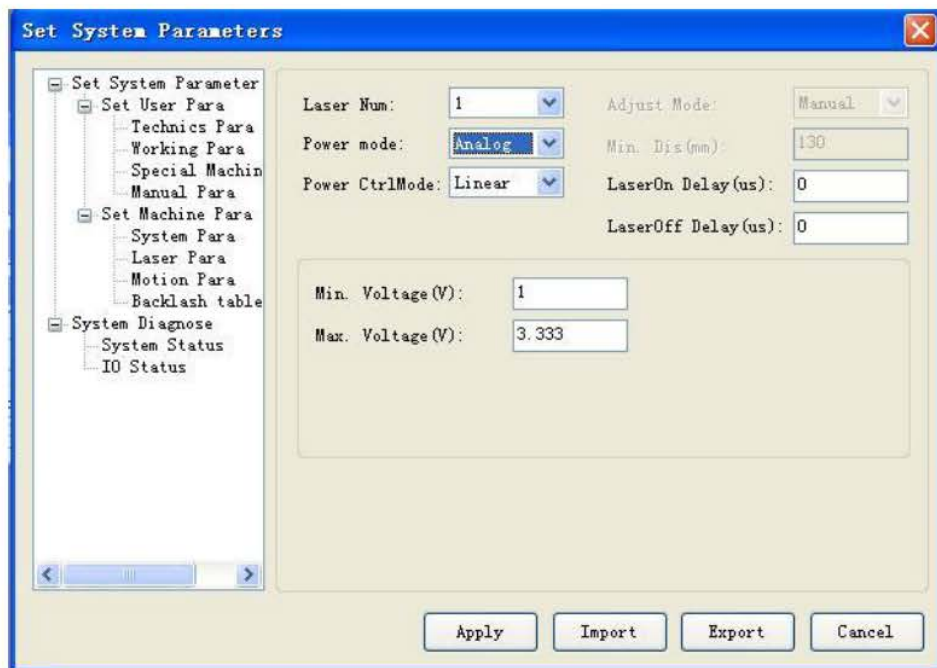 Set System Parameters
Set System Parameter
Set User Para
Technics Para
Working Para
Special Machin
Manual Para
Set Machine Para
System Para
Laser Para
Motion Para
Backlash table
System Diagnose
System Status
IO Status
Laser Num: 1
Power mode: Analog
Power CtrlMode: Linear
Adjust Mode: Manual
Min. Dis(mm): 130
LaserOn Delay(us): 0
LaserOff Delay(us): 0
Min. Voltage(V): 1
Max. Voltage(V): 3.333
Apply Import Export Cancel